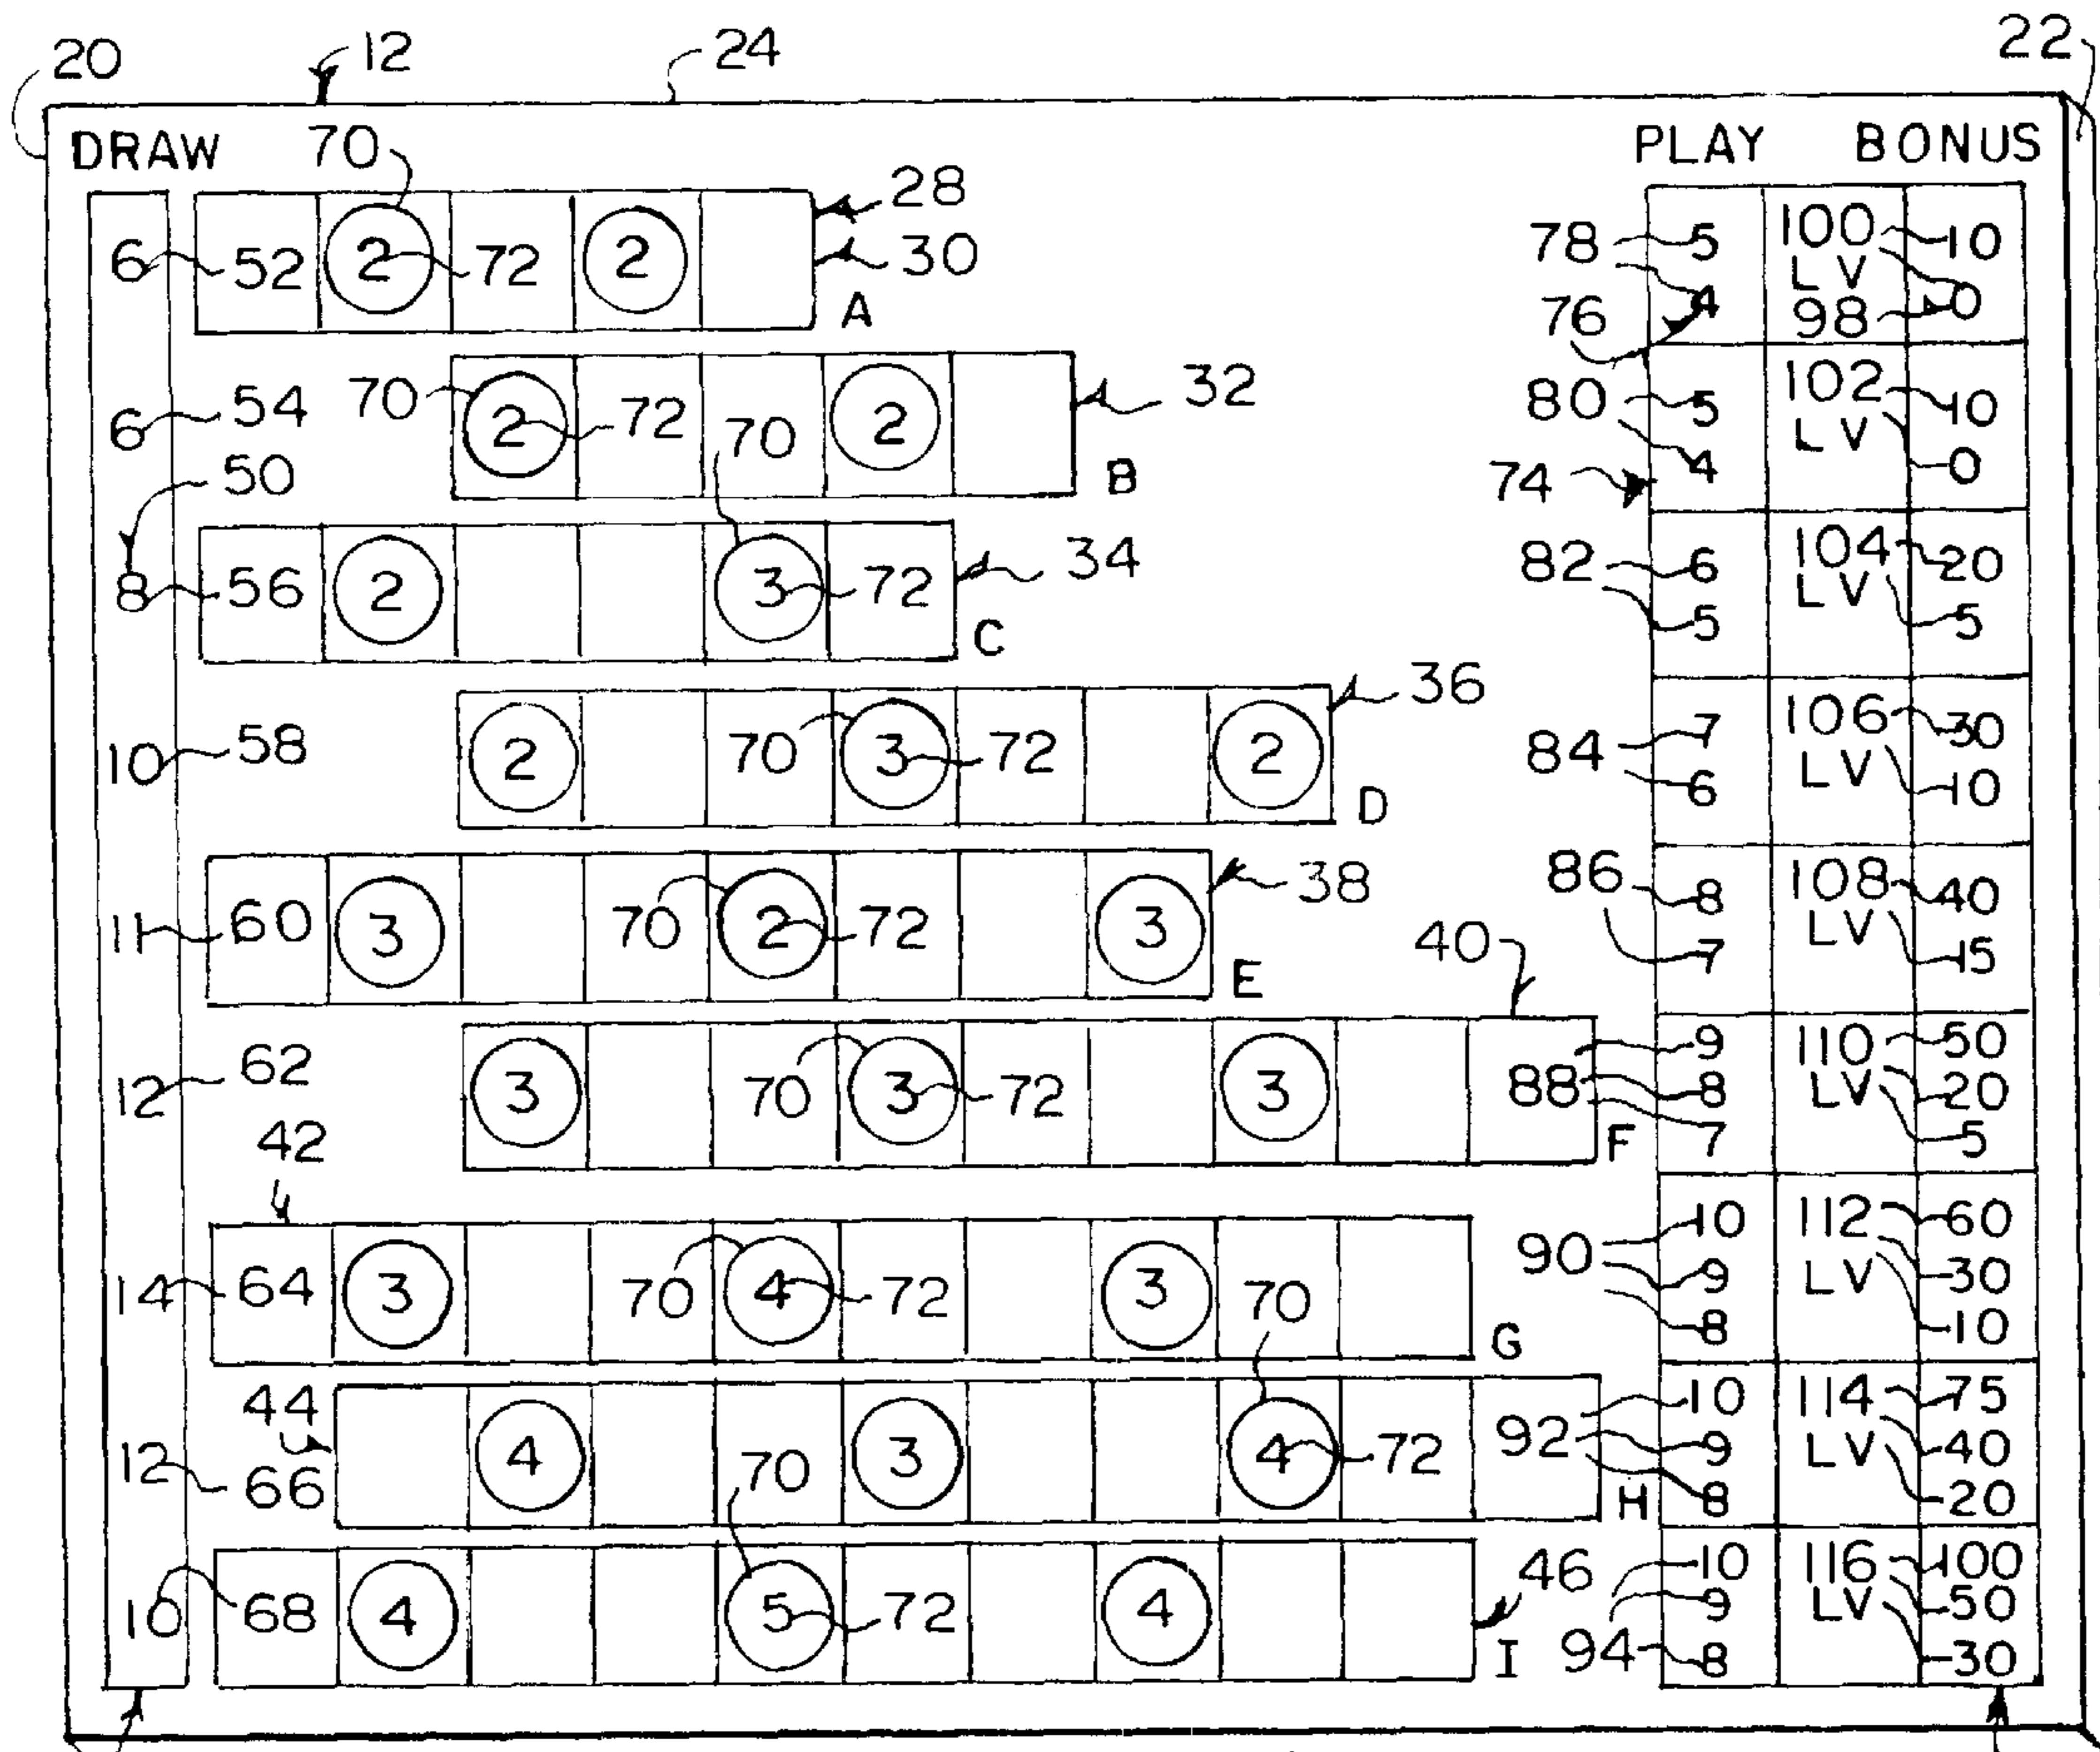 20 12 24 22
DRAW 70 PLAY BONUS
28
6 52 2 72 2 30 78 5 100 10
LV
A 76 4 98 0
6 54 70 2 72 70 2 32 80 5 102 10
LV
50 B 74 4 0
8 56 2 3 72 34 82 6 104 20
LV
C 5 5
36
10 58 2 70 3 72 2 84 7 106 30
LV
D 6 10
11 60 3 70 2 72 3 38 86 8 108 40
LV
E 40 7 15
12 62 3 70 3 72 3 88 9 110 50
8 LV 20
42 F 7 5
14 64 3 70 4 72 3 70 90 10 112 60
9 LV 30
G 8 10
44 10 114 75
12 66 4 70 3 4 72 92 9 LV 40
H 8 20
10 68 4 5 72 4 46 10 116 100
9 LV 50
I 94 8 30